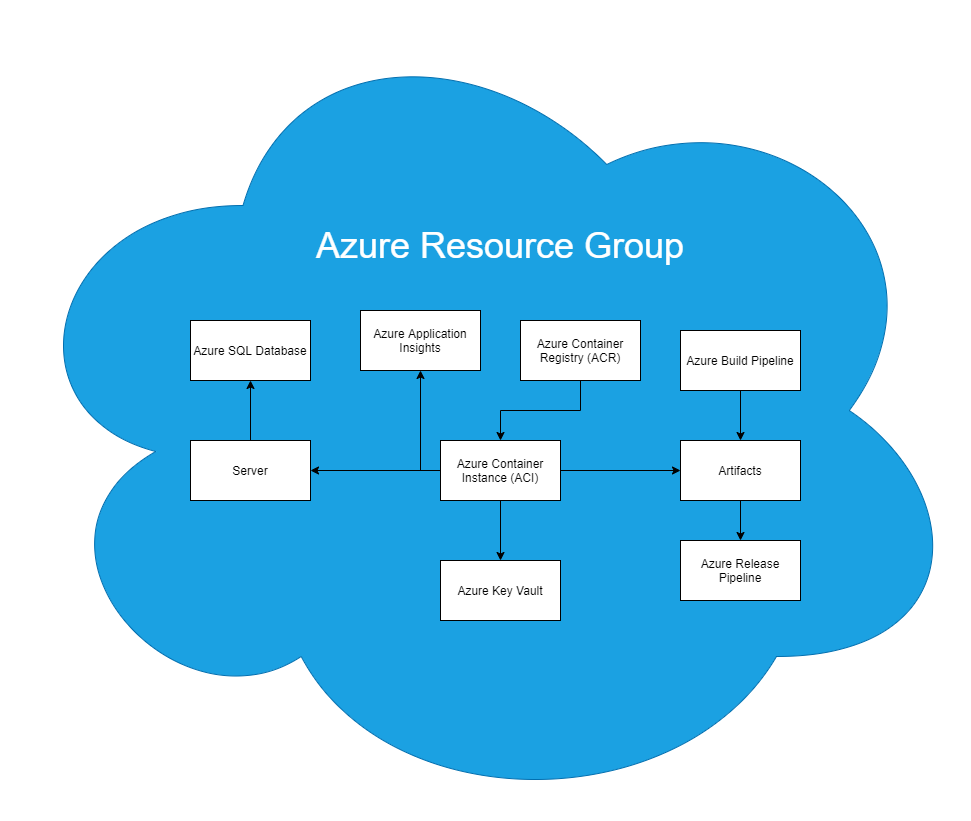 Azure Resource Group
Azure SQL Database
Azure Application
Insights
Azure Container
Registry (ACR)
Azure Build Pipeline
Server
Azure Container
Instance (ACI)
Artifacts
Azure Key Vault
Azure Release
Pipeline